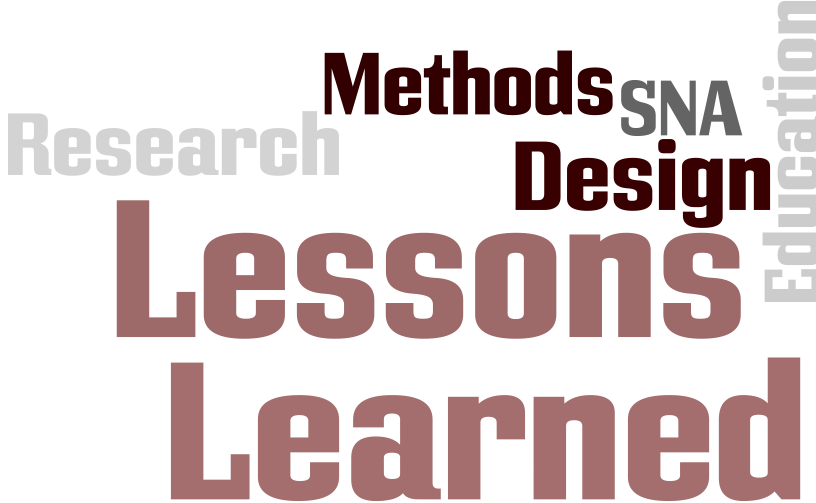 Methods
SNA
Research
Design
Education
Lessons
Learned